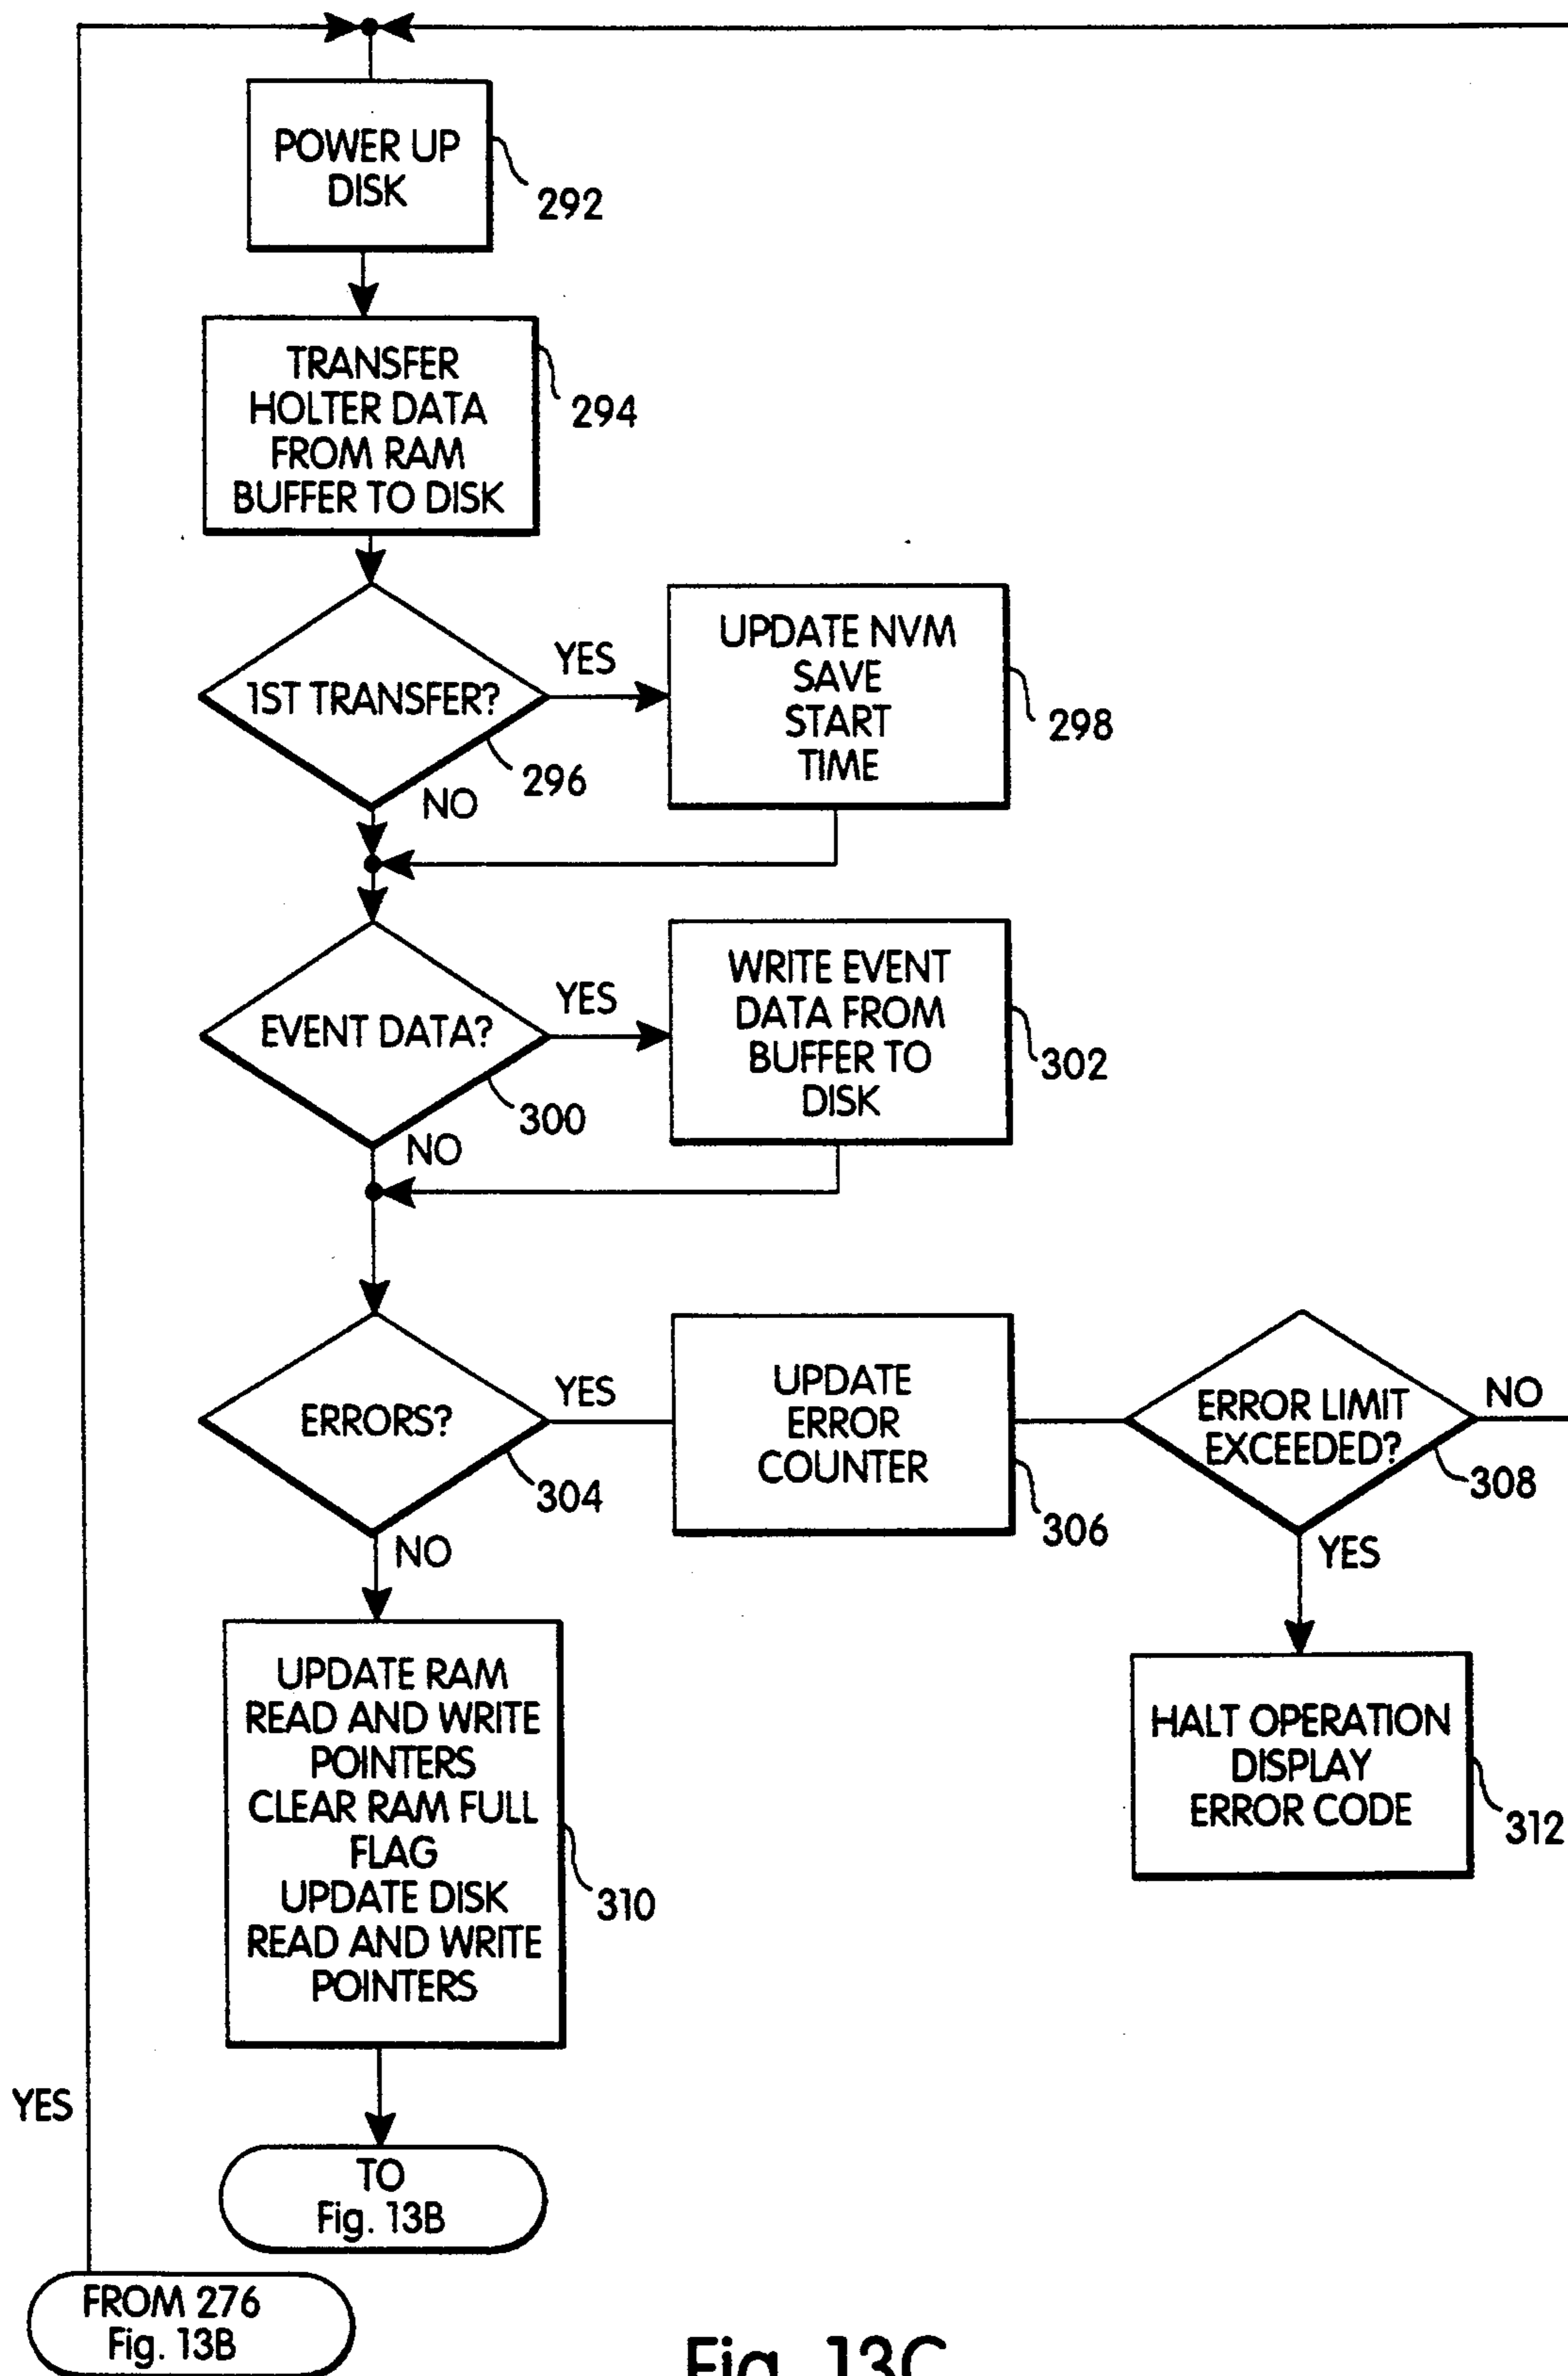 POWER UP
DISK
292
TRANSFER
HOLTER DATA
FROM RAM
BUFFER TO DISK
294
1ST TRANSFER?
YES
296
NO
UPDATE NVM
SAVE
START
TIME
298
EVENT DATA?
YES
300
NO
WRITE EVENT
DATA FROM
BUFFER TO
DISK
302
ERRORS?
YES
304
NO
UPDATE
ERROR
COUNTER
306
ERROR LIMIT
EXCEEDED?
NO
308
YES
UPDATE RAM
READ AND WRITE
POINTERS
CLEAR RAM FULL
FLAG
UPDATE DISK
READ AND WRITE
POINTERS
310
HALT OPERATION
DISPLAY
ERROR CODE
312
YES
TO
Fig. 13B
FROM 276
Fig. 13B
Fig. 13C